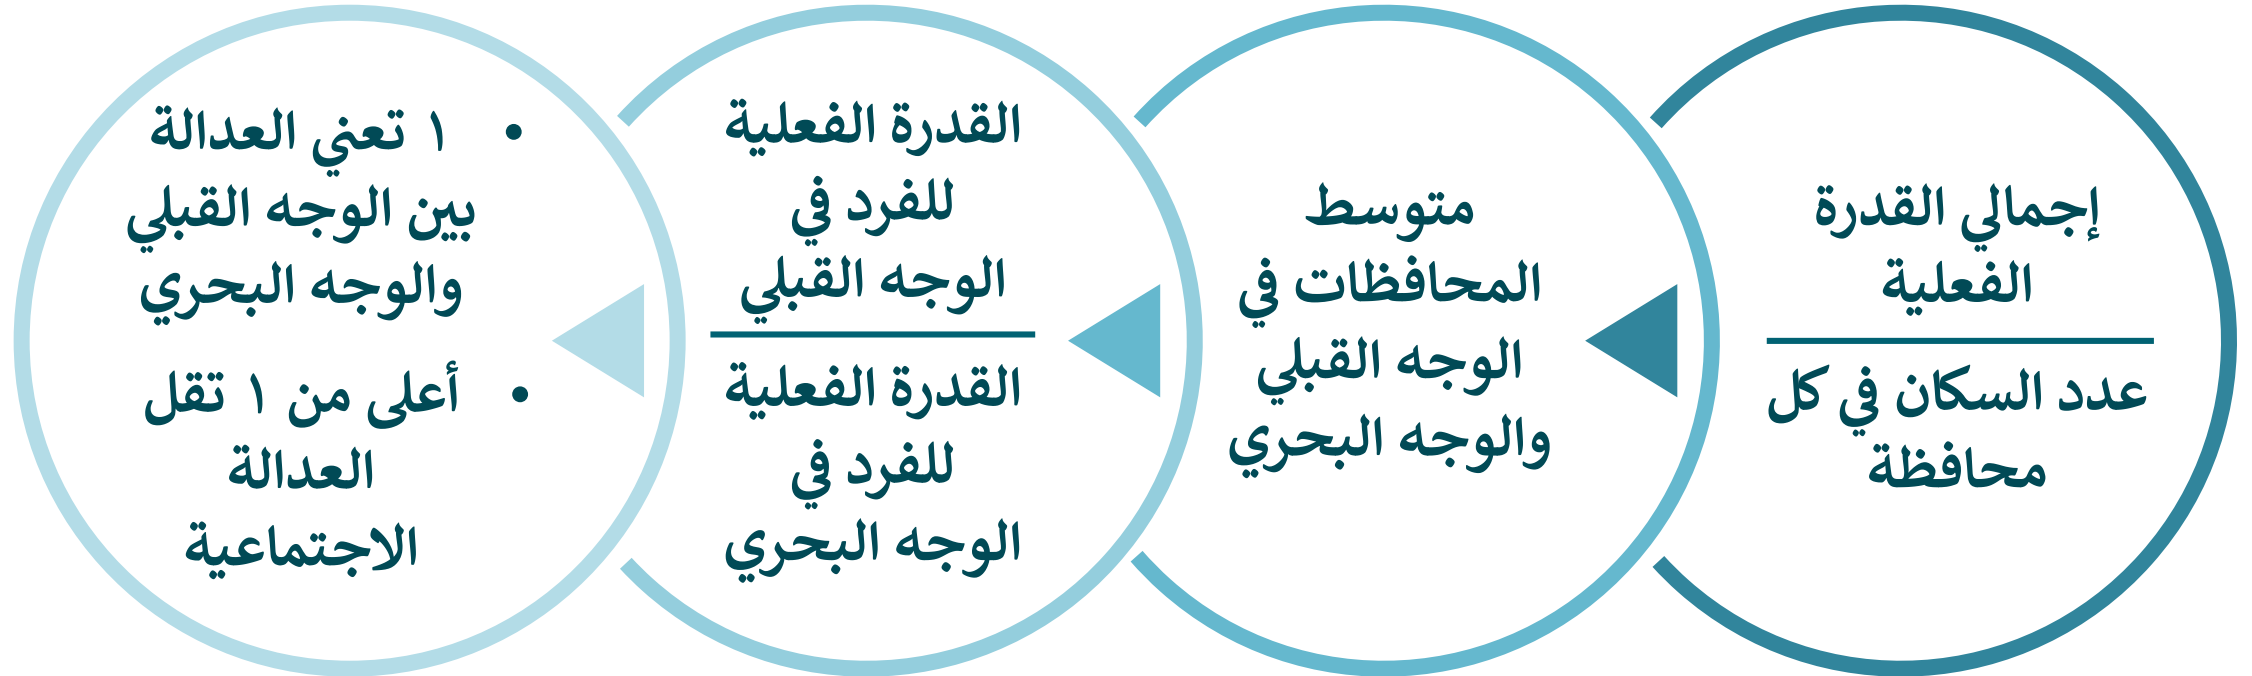 إجمالي القدرة
الفعلية
عدد السكان في كل
محافظة
متوسط
المحافظات في
الوجه القبلي
والوجه البحري
القدرة الفعلية
للفرد في
الوجه القبلي
القدرة الفعلية
للفرد في
الوجه البحري
• ١ تعني العدالة
بين الوجه القبلي
والوجه البحري
• أعلى من ١ تقل
العدالة
الاجتماعية